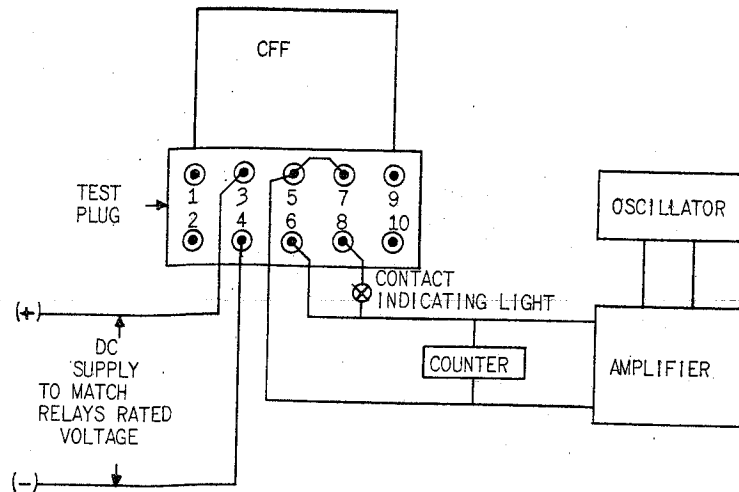 CFF
TEST
PLUG
1 3 5 7 9
2 4 6 8 10
OSCILLATOR
CONTACT
INDICATING LIGHT
(+)
DC
SUPPLY
TO MATCH
RELAYS RATED
VOLTAGE
COUNTER
AMPLIFIER
(-)